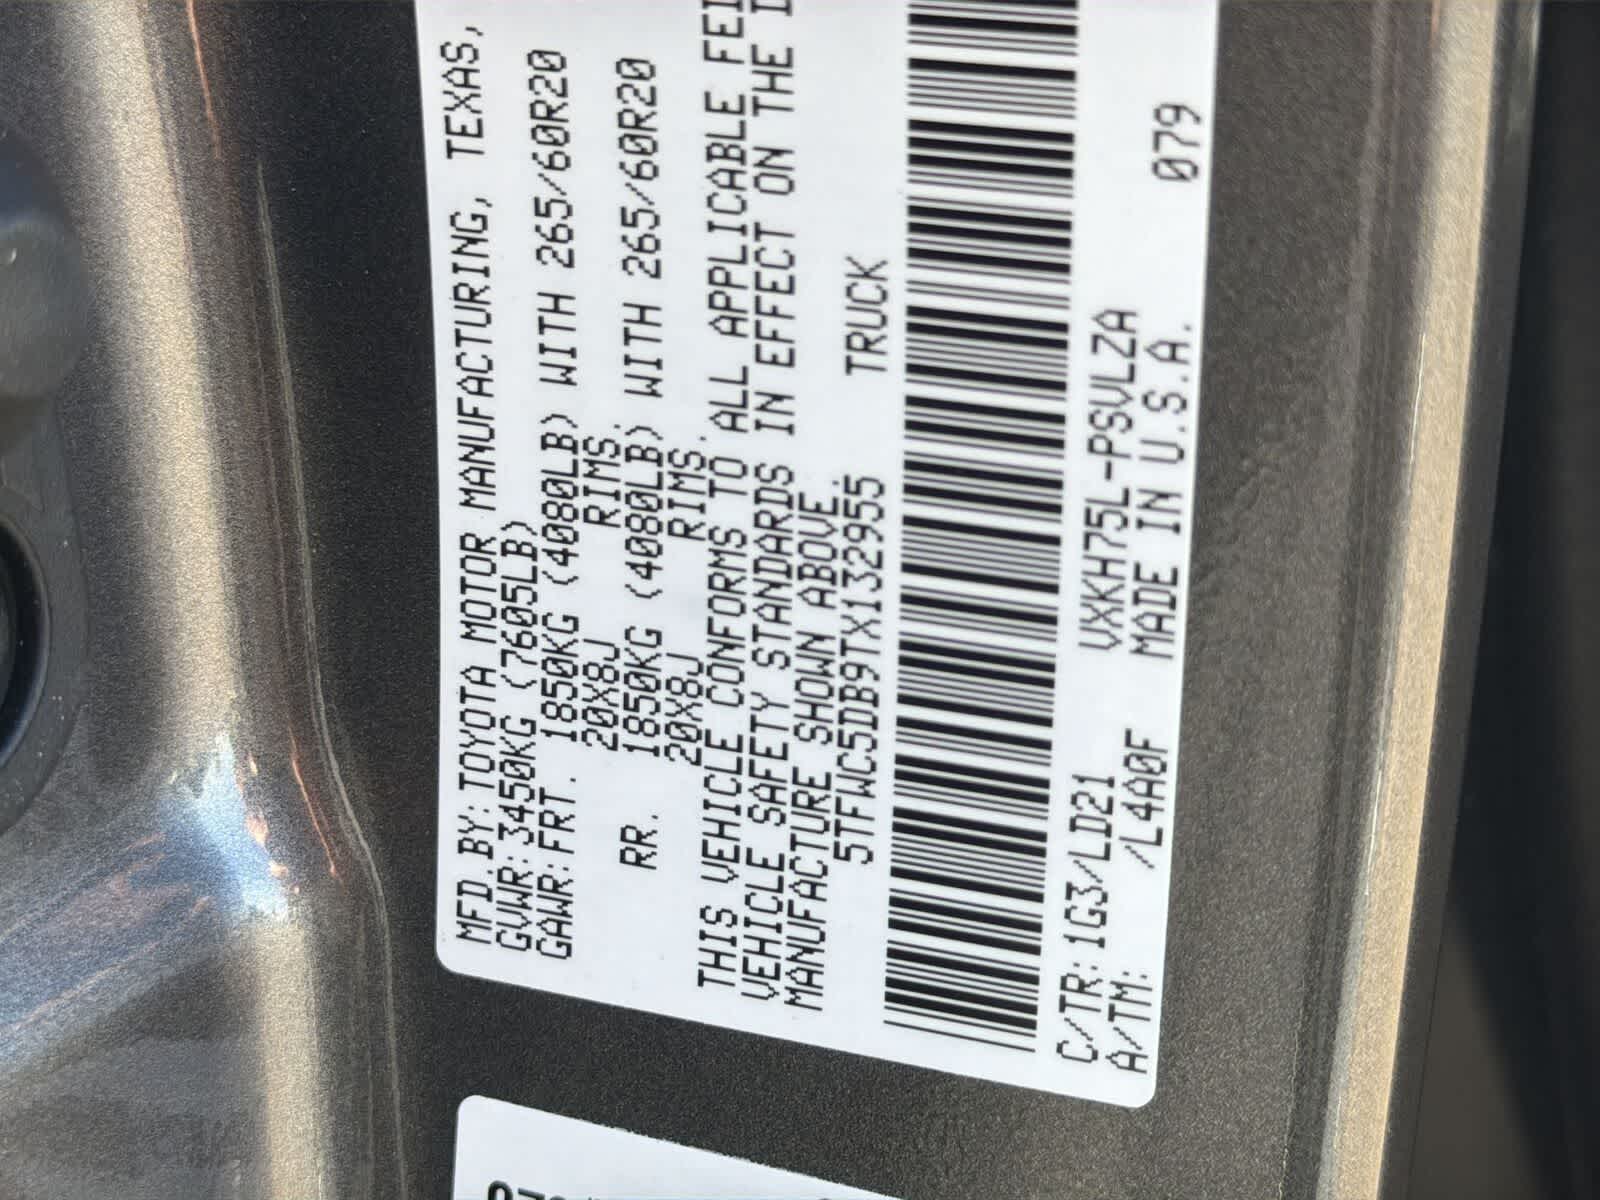 MFD.BY:TOYOTA MOTOR MANUFACTURING, TEXAS,
GVWR:3450KG (7605LB)
GAWR:FRT. 1850KG (4080LB) WITH 265/60R20
20X8J RIMS,
RR. 1850KG (4080LB) WITH 265/60R20
20X8J RIMS.
THIS VEHICLE CONFORMS TO ALL APPLICABLE
VEHICLE SAFETY STANDARDS IN EFFECT ON THE
MANUFACTURE SHOWN ABOVE.
5TFWC5DB9TX132955 TRUCK
C/TR:1G3/LD21 VXKH75L-PSVLZA 079
A/TM: /L4A0F MADE IN U.S.A.